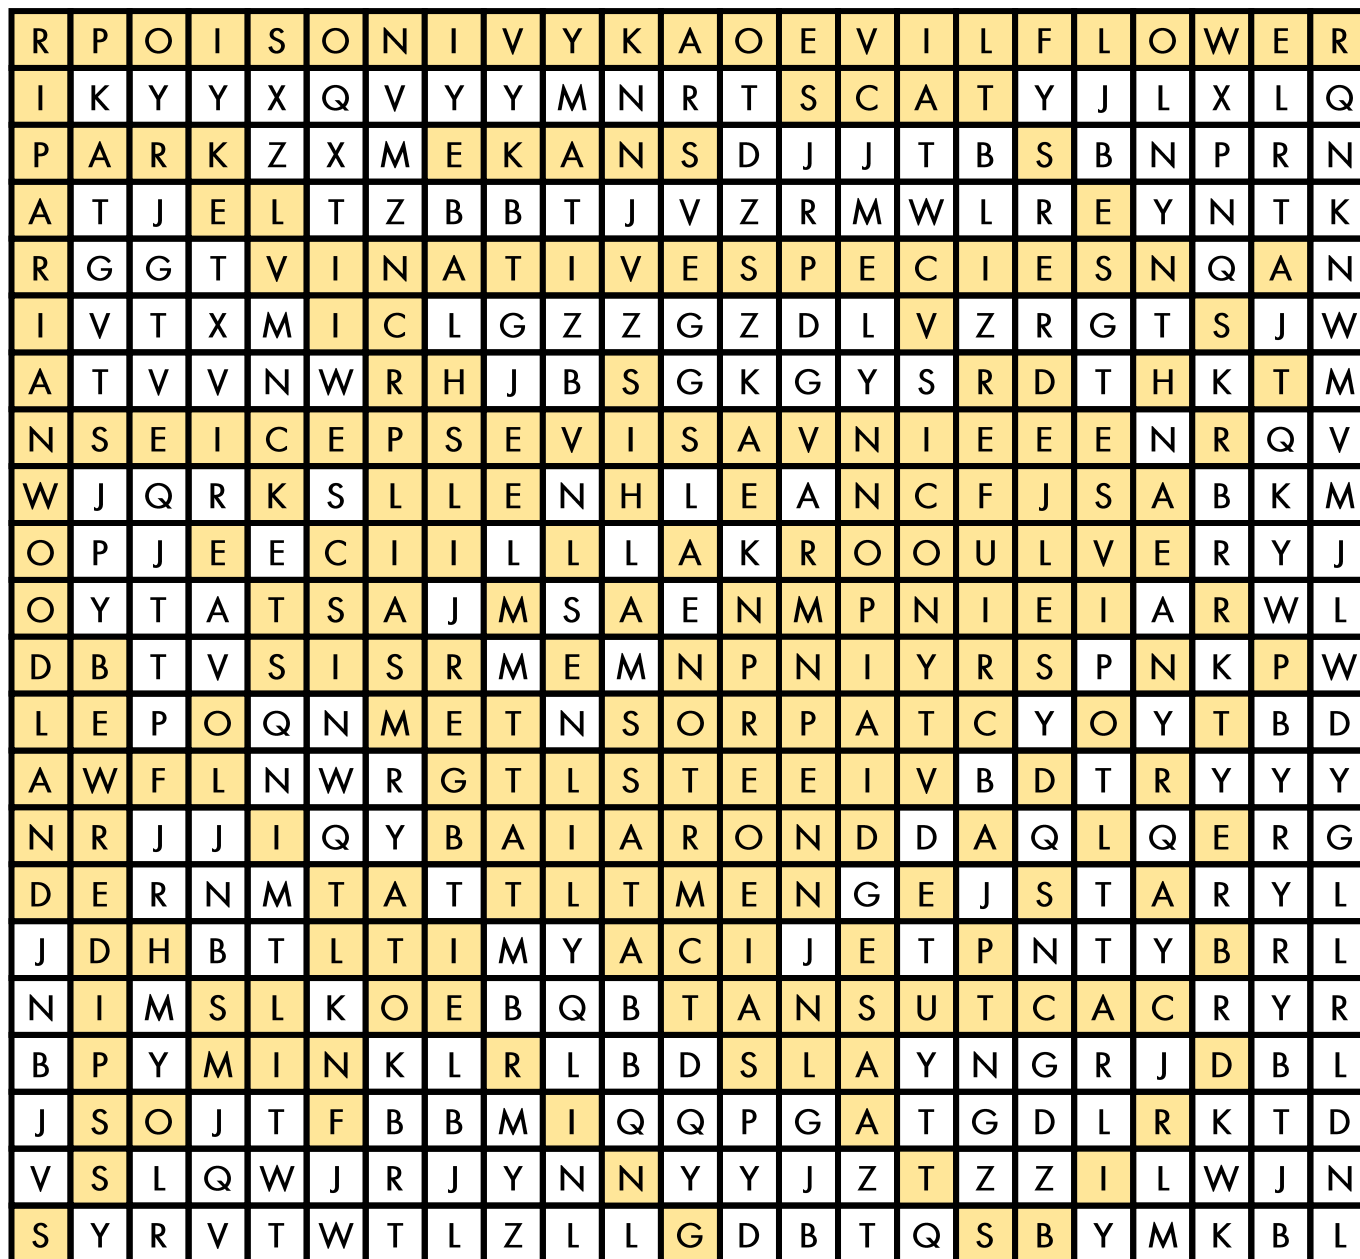 R P O I S O N I V Y K A O E V I L F L O W E R
I K Y Y X Q V Y Y M N R T S C A T Y J L X L Q
P A R K Z X M E K A N S D J J T B S B N P R N
A T J E L T Z B B T J V Z R M W L R E Y N T K
R G G T V I N A T I V E S P E C I E S N Q A N
I V T X M I C L G Z Z G Z D L V Z R G T S J W
A T V V N W R H J B S G K G Y S R D T H K T M
N S E I C E P S E V I S A V N I E E E N R Q V
W J Q R K S L L E N H L E A N C F J S A B K M
O P J E E C I I L L L A K R O O U L V E R Y J
O Y T A T S A J M S A E N M P N I E I A R W L
D B T V S I S R M E M N P N I Y R S P N K P W
L E P O Q N M E T N S O R P A T C Y O Y T B D
A W F L N W R G T L S T E E I V B D T R Y Y Y
N R J J I Q Y B A I A R O N D D A Q L Q E R G
D E R N M T A T T L T M E N G E J S T A R Y L
J D H B T L T I M Y A C I J E T P N T Y B R L
N I M S L K O E B Q B T A N S U T C A C R Y R
B P Y M I N K L R L B D S L A Y N G R J D B L
J S O J T F B B M I Q Q P G A T G D L R K T D
V S L Q W J R J Y N N Y Y J Z T Z Z I L W J N
S Y R V T W T L Z L L G D B T Q S B Y M K B L